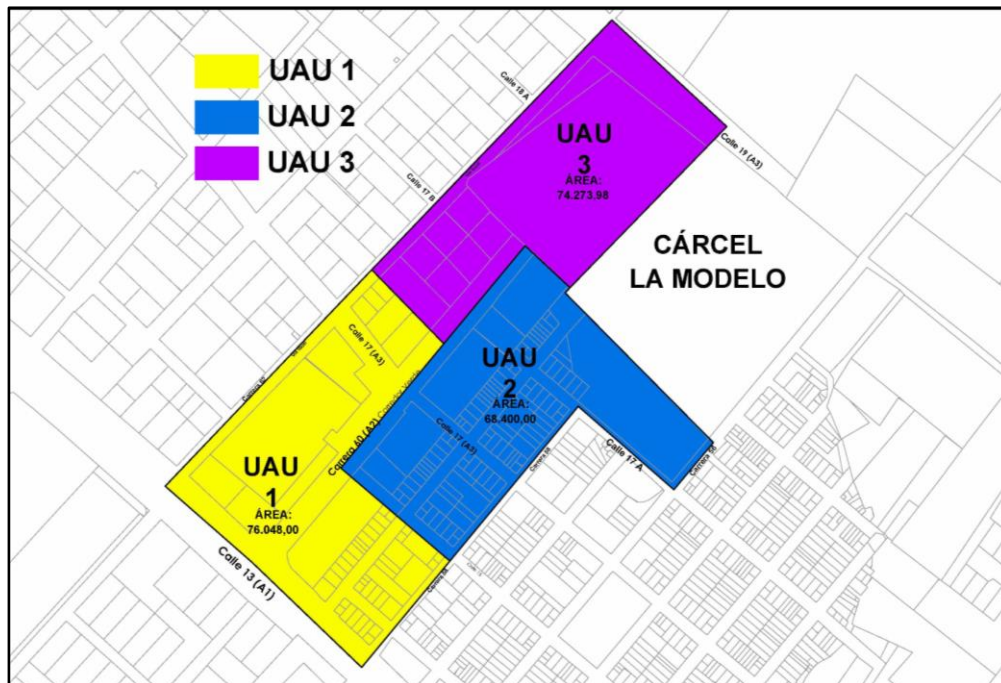 UAU 1
UAU 2
UAU 3
Calle 18 A
Calle 17 B
UAU
3
ÁREA:
74.273.98
Calle 19 (A3)
CÁRCEL
LA MODELO
Calle 17 (A3)
Carrera 40 (A2)
UAU
2
ÁREA:
68.400,00
Calle 17 (A3)
Calle 17 A
UAU
1
ÁREA:
76.048,00
Calle 13 (A1)